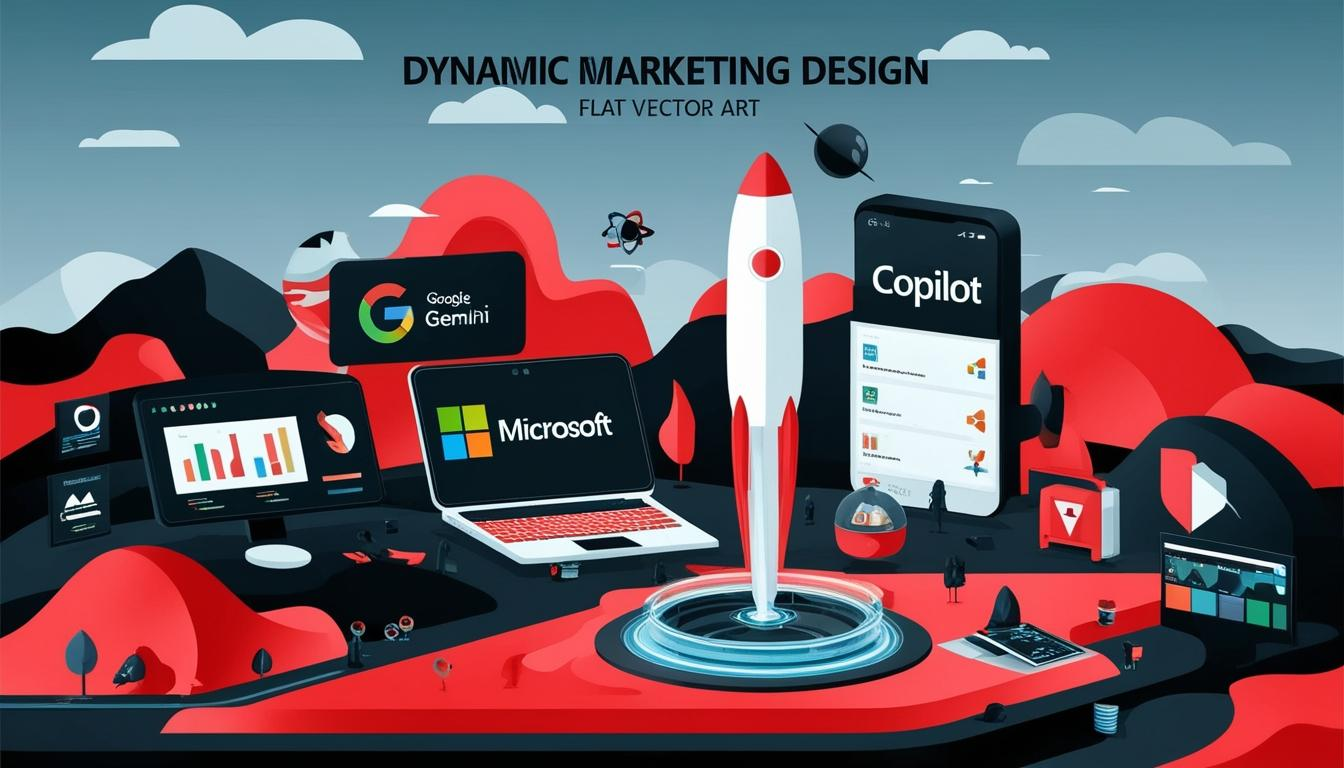 DYNAMIC MARKETING DESIGN
FLAT VECTOR ART
Google
Gemini
Microsoft
Copilot